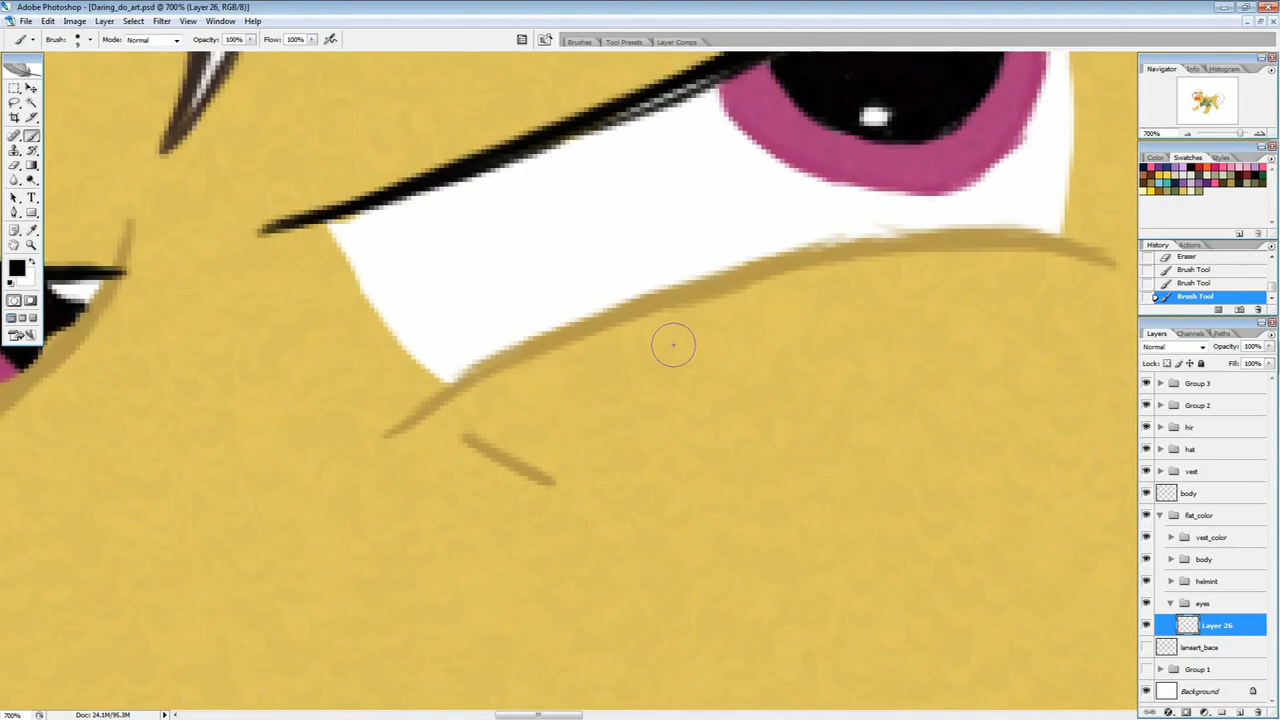 Adobe Photoshop - [Daring_do_art.psd @ 700% (Layer 26, RGB/8)]
File Edit Image Layer Select Filter View Window Help
Brush: 9 Mode: Normal Opacity: 100% Flow: 100% Brushes Tool Presets Layer Comps
Navigator Info Histogram
700%
Color Swatches Styles
History Actions
Eraser
Brush Tool
Brush Tool
Brush Tool
Layers Channels Paths
Normal Opacity: 100%
Lock: Fill: 100%
Group 3
Group 2
hir
hat
vest
body
flat_color
vest_color
body
helmint
eyes
Layer 26
laneart_bace
Group 1
Background
700% Doc: 24.1M/95.3M